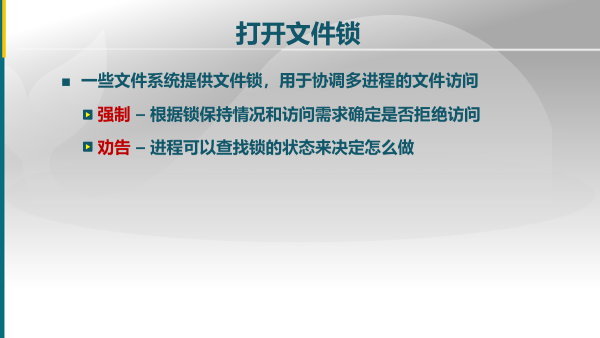 打开文件锁
一些文件系统提供文件锁，用于协调多进程的文件访问
强制 – 根据锁保持情况和访问需求确定是否拒绝访问
劝告 – 进程可以查找锁的状态来决定怎么做